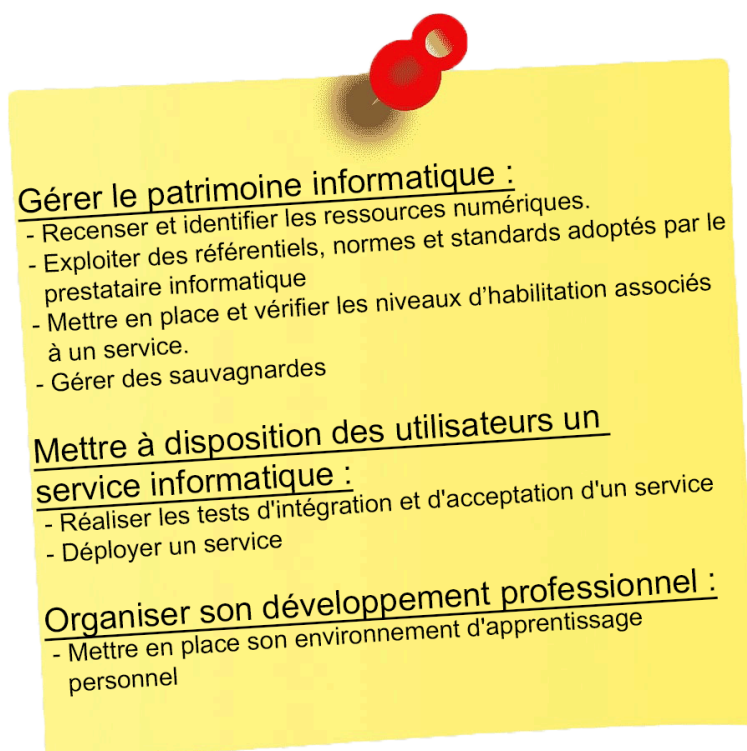 Gérer le patrimoine informatique :
- Recenser et identifier les ressources numériques.
- Exploiter des référentiels, normes et standards adoptés par le
prestataire informatique
- Mettre en place et vérifier les niveaux d'habilitation associés
à un service.
- Gérer des sauvagnardes
Mettre à disposition des utilisateurs un
service informatique :
- Réaliser les tests d'intégration et d'acceptation d'un service
- Déployer un service
Organiser son développement professionnel :
- Mettre en place son environnement d'apprentissage
personnel